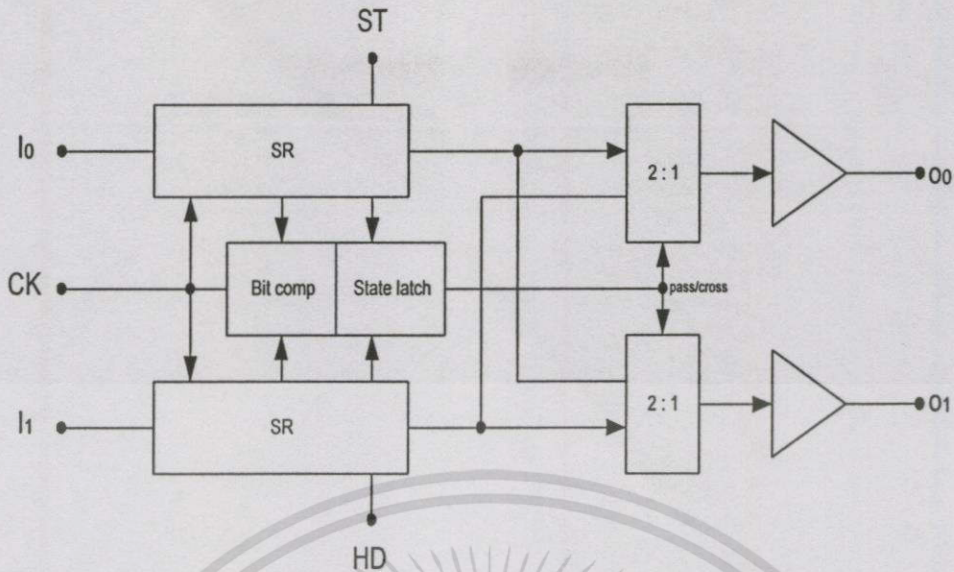 ST
I0
SR
2 : 1
O0
CK
Bit comp
State latch
pass/cross
I1
SR
2 : 1
O1
HD